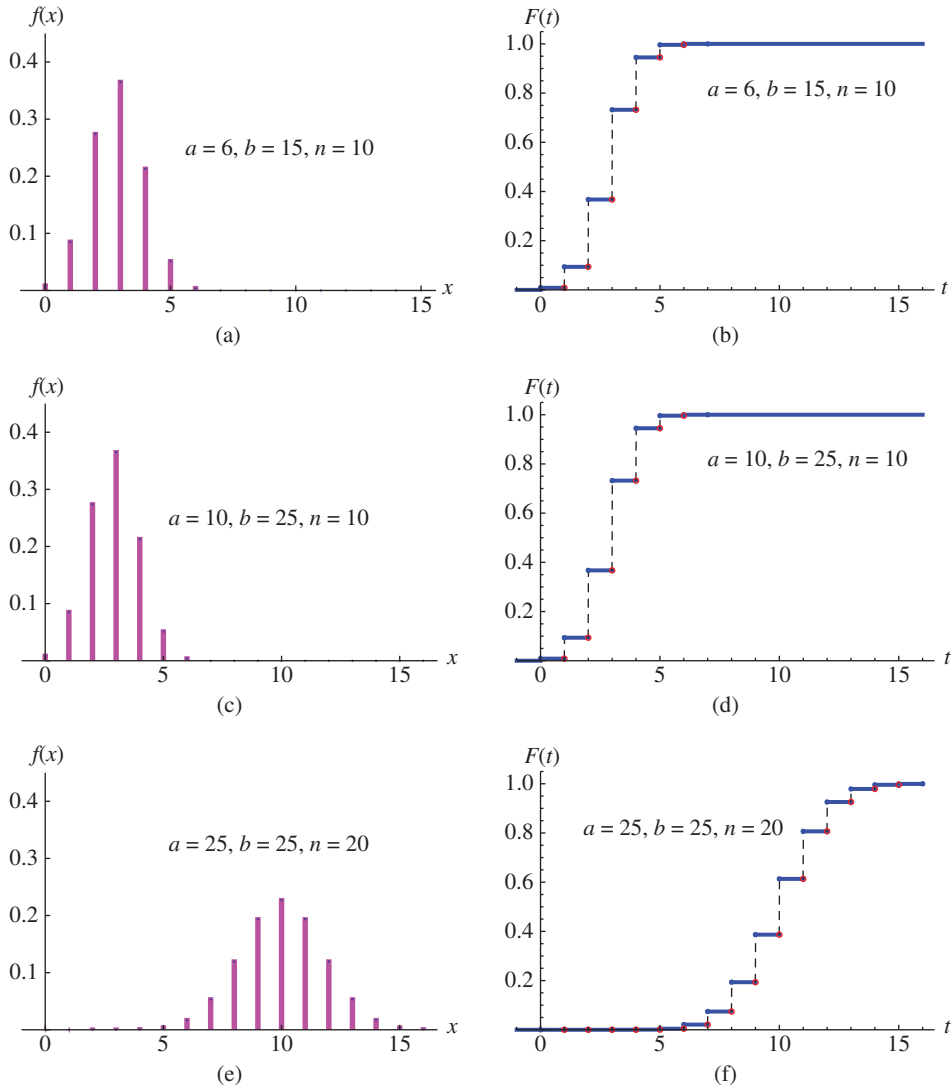 f(x)
0.4
0.3
0.2
0.1
a = 6, b = 15, n = 10
0 5 10 15 x
(a)
F(t)
1.0
0.8
0.6
0.4
0.2
a = 6, b = 15, n = 10
0 5 10 15 t
(b)
f(x)
0.4
0.3
0.2
0.1
a = 10, b = 25, n = 10
0 5 10 15 x
(c)
F(t)
1.0
0.8
0.6
0.4
0.2
a = 10, b = 25, n = 10
0 5 10 15 t
(d)
f(x)
0.4
0.3
0.2
0.1
a = 25, b = 25, n = 20
0 5 10 15 x
(e)
F(t)
1.0
0.8
0.6
0.4
0.2
a = 25, b = 25, n = 20
0 5 10 15 t
(f)